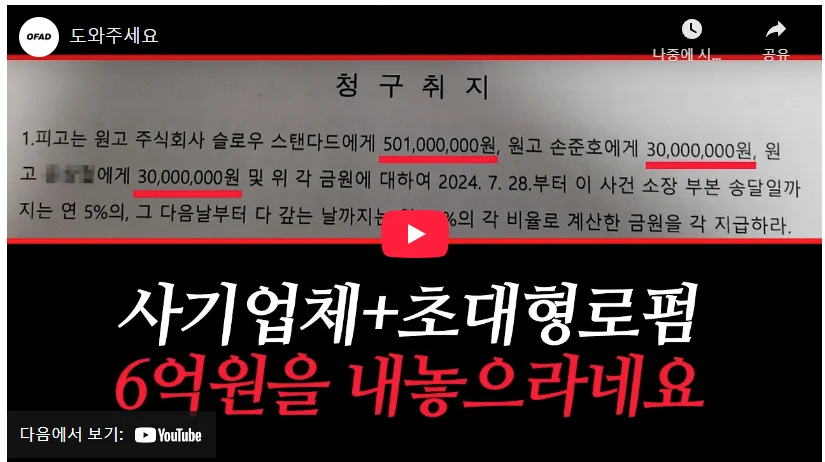 OFAD 도와주세요
나중에 시... 공유
청 구 취 지
1.피고는 원고 주식회사 슬로우 스탠다드에게 501,000,000원, 원고 손준호에게 30,000,000원, 원
고 에게 30,000,000원 및 위 각 금원에 대하여 2024. 7. 28.부터 이 사건 소장 부본 송달일까
지는 연 5%의, 그 다음날부터 다 갚는 날까지는 %의 각 비율로 계산한 금원을 각 지급하라.
사기업체+초대형로펌
6억원을 내놓으라네요
다음에서 보기: YouTube